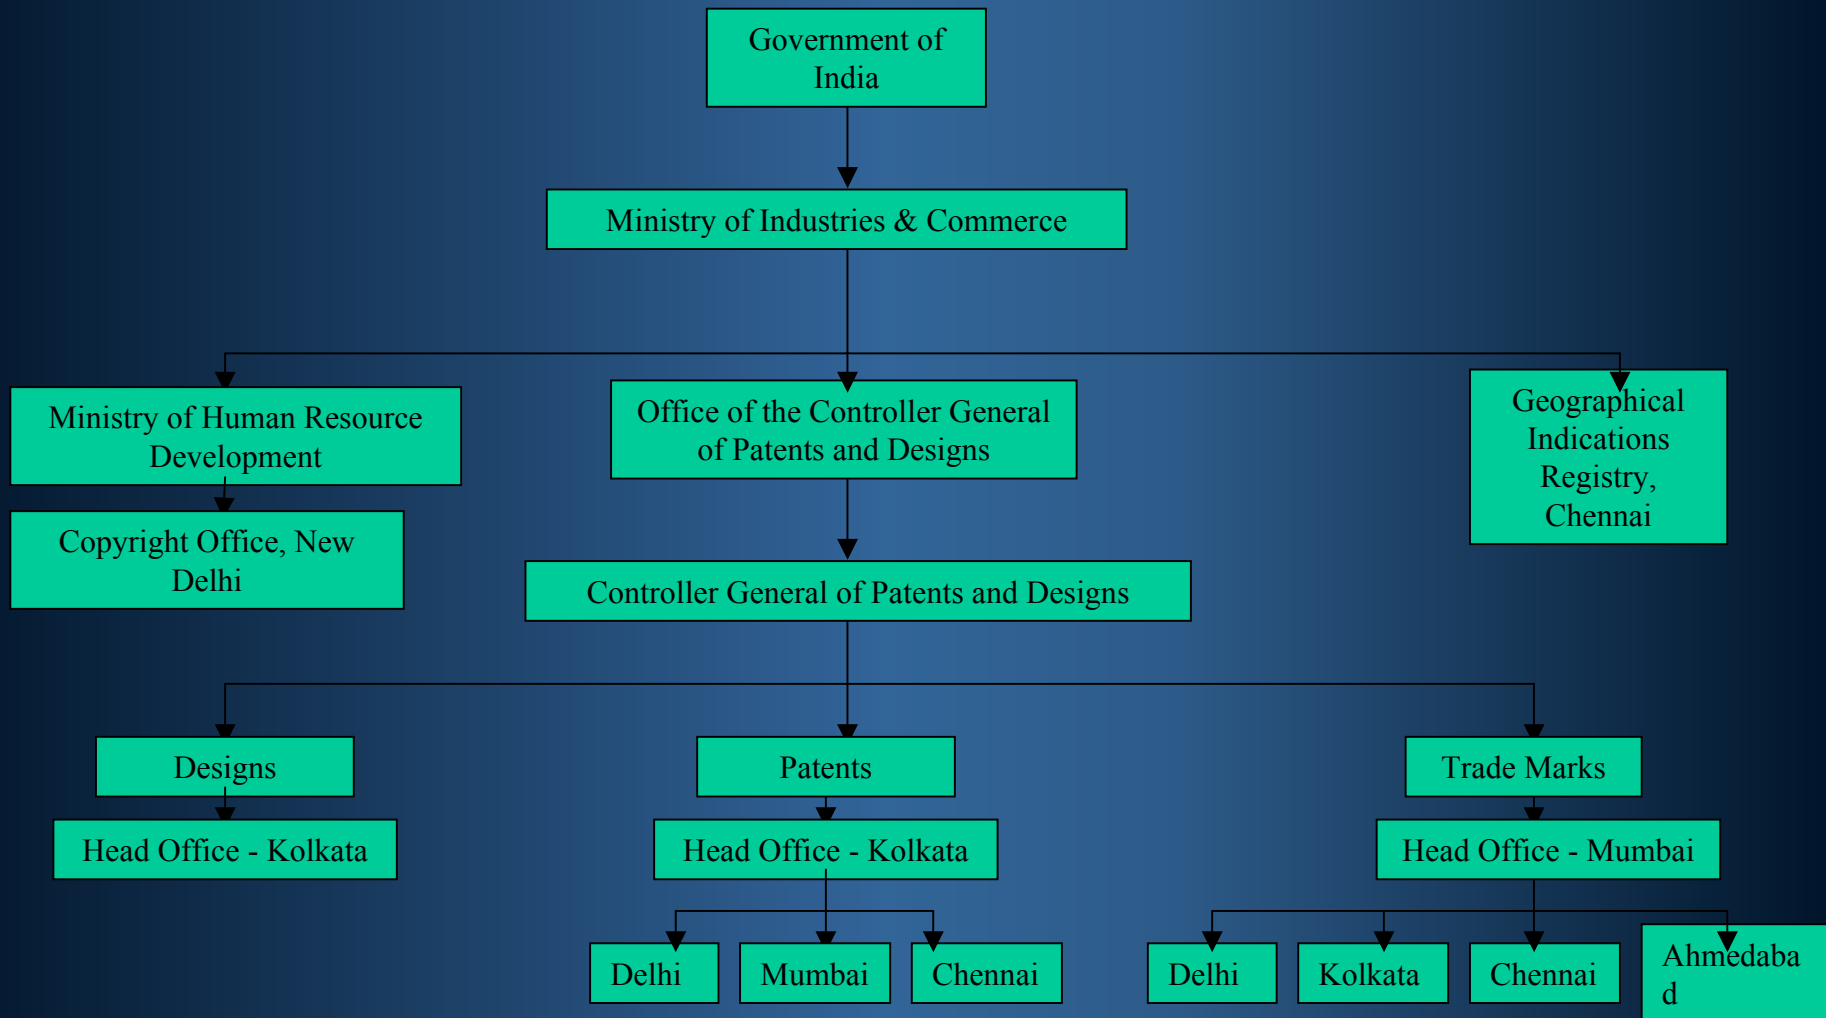 Government of
India
Ministry of Industries & Commerce
Ministry of Human Resource
Development
Office of the Controller General
of Patents and Designs
Geographical
Indications
Registry,
Chennai
Copyright Office, New
Delhi
Controller General of Patents and Designs
Designs
Patents
Trade Marks
Head Office - Kolkata
Head Office - Kolkata
Head Office - Mumbai
Delhi
Mumbai
Chennai
Delhi
Kolkata
Chennai
Ahmedaba
d